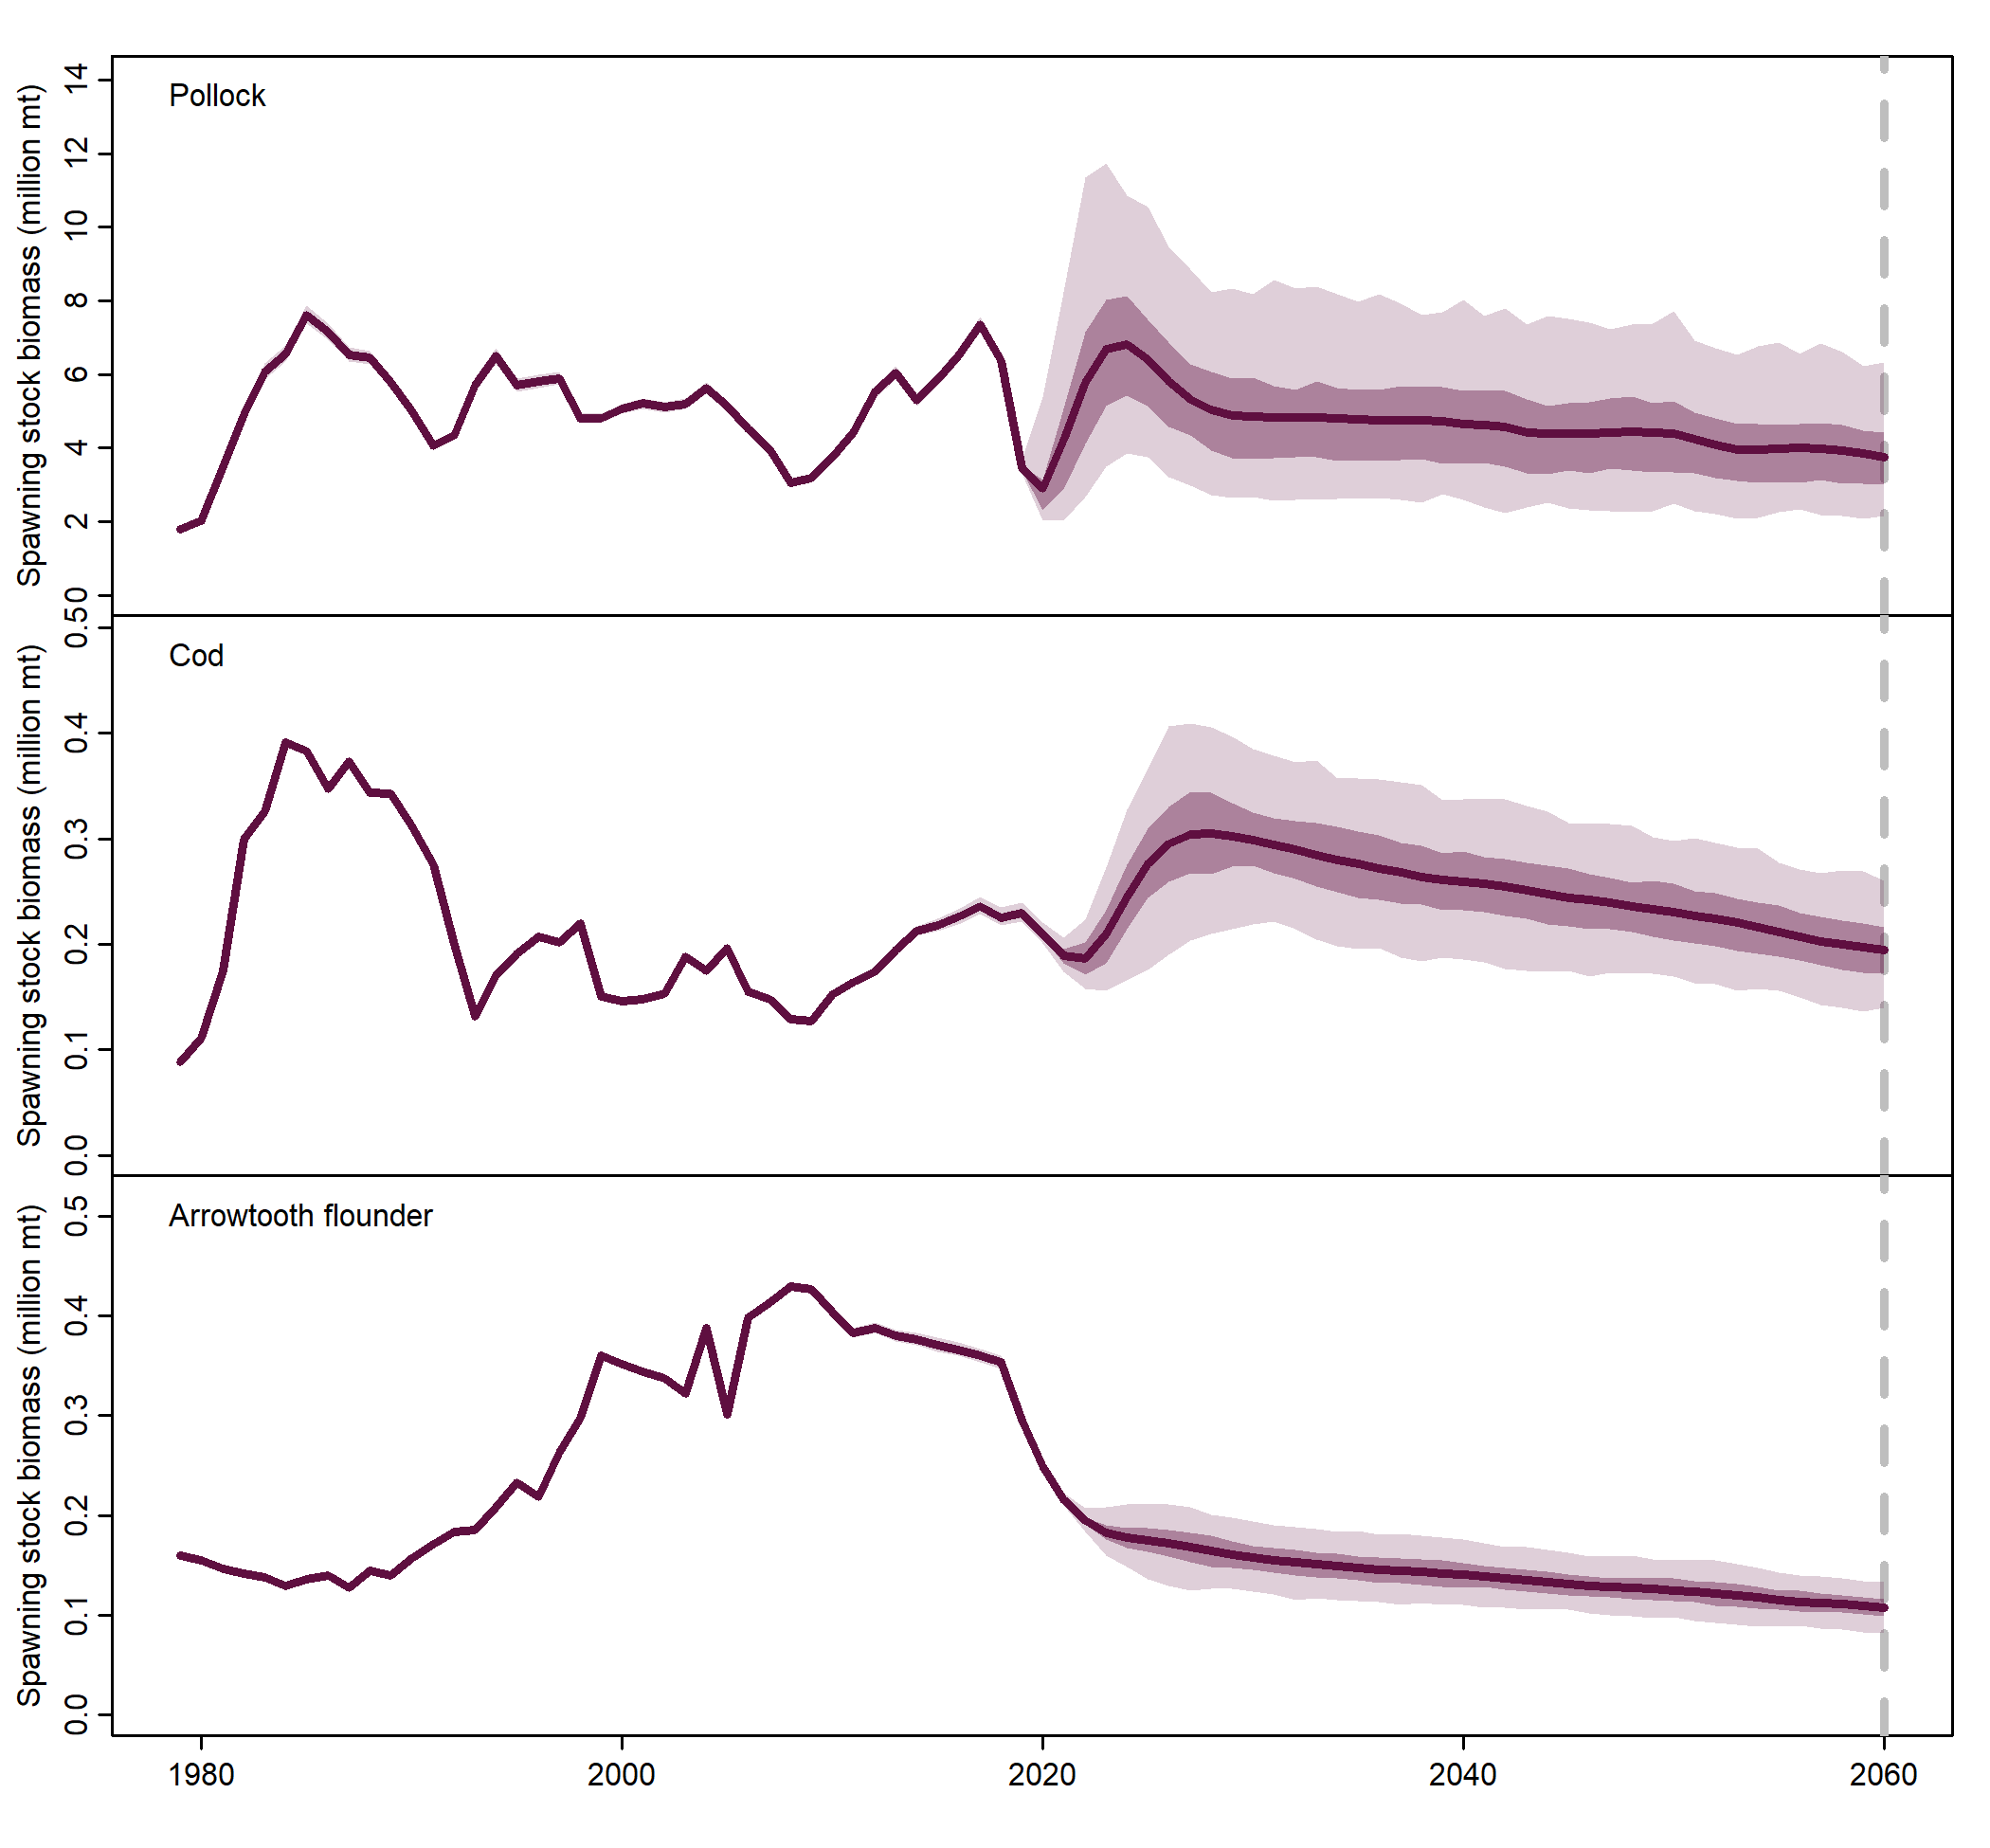 Pollock
Spawning stock biomass (million mt)
14
12
10
8
6
4
2
0
Cod
Spawning stock biomass (million mt)
0.5
0.4
0.3
0.2
0.1
0.0
Arrowtooth flounder
Spawning stock biomass (million mt)
0.5
0.4
0.3
0.2
0.1
0.0
1980 2000 2020 2040 2060